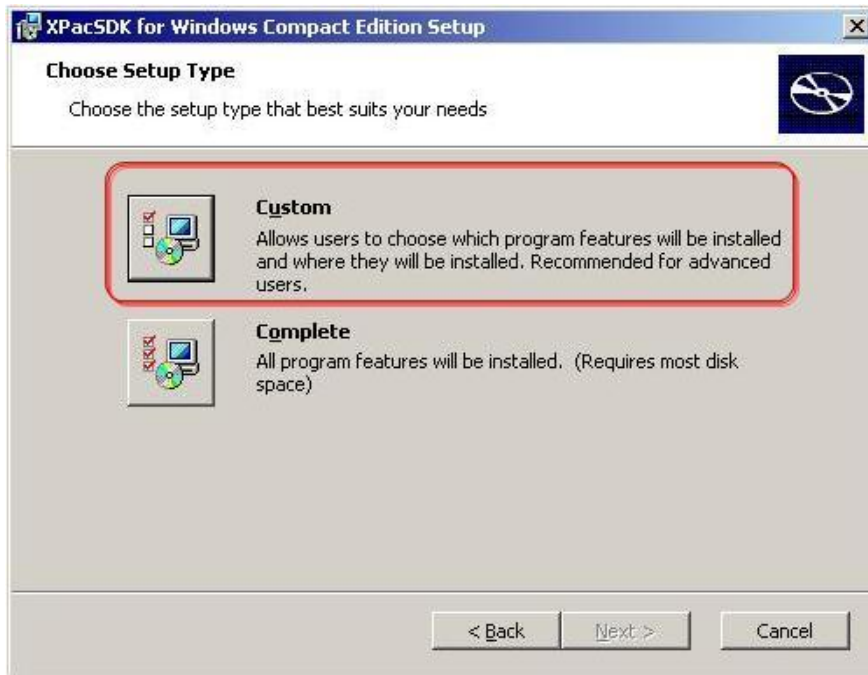 XPacSDK for Windows Compact Edition Setup
Choose Setup Type
Choose the setup type that best suits your needs
Custom
Allows users to choose which program features will be installed
and where they will be installed. Recommended for advanced
users.
Complete
All program features will be installed.  (Requires most disk
space)
< Back Next > Cancel